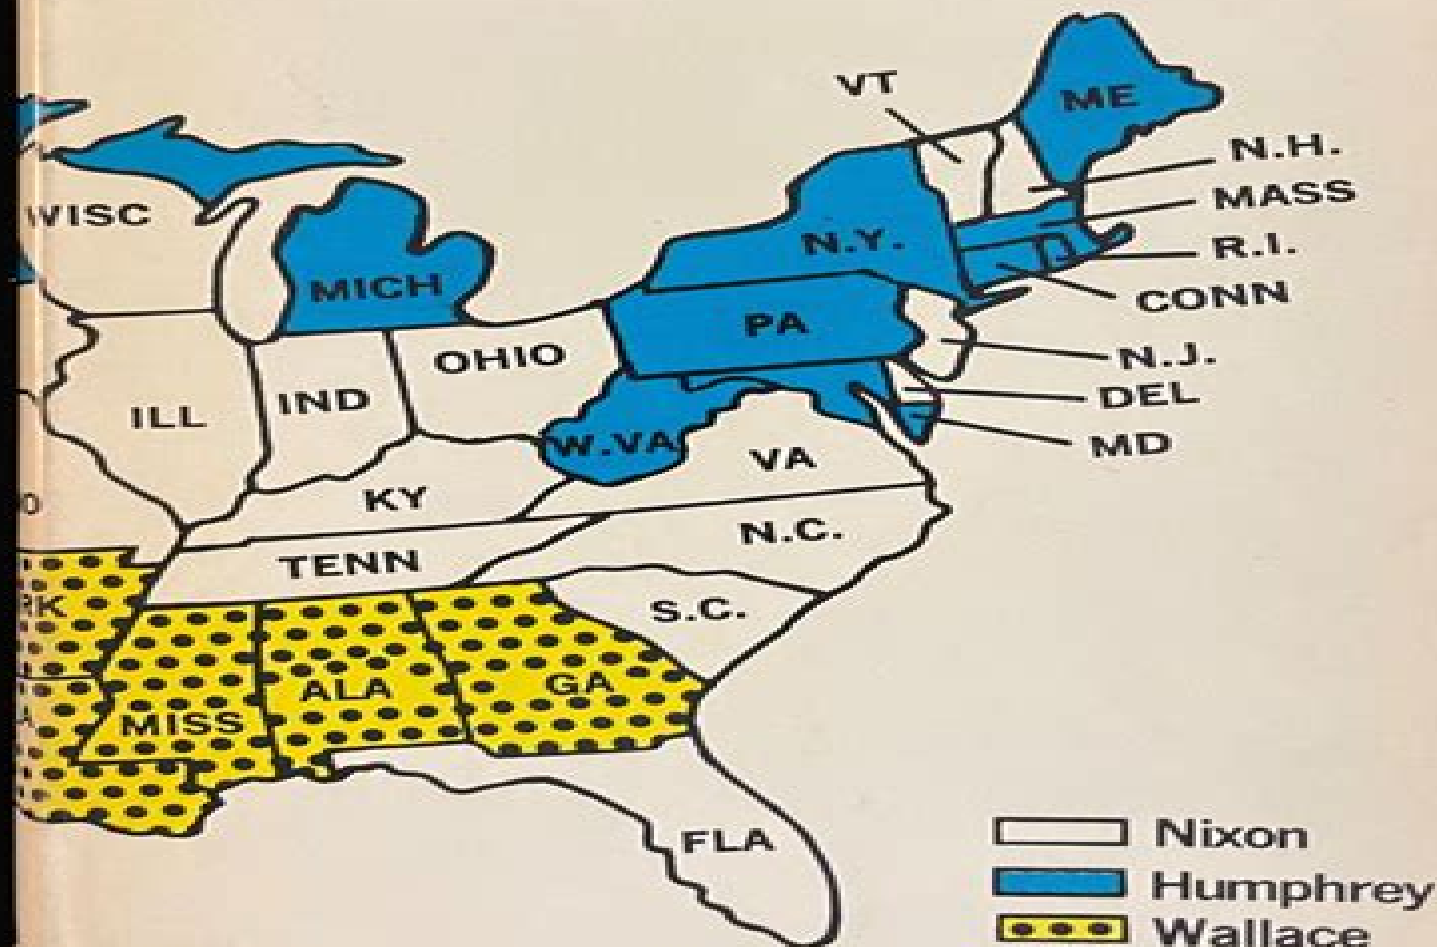 VT
ME
N.H.
WISC
MASS
N.Y.
R.I.
MICH
CONN
PA
OHIO
N.J.
IND
DEL
ILL
W.VA
MD
VA
KY
N.C.
TENN
S.C.
GA
ALA
MISS
FLA
Nixon
Humphrey
Wallace